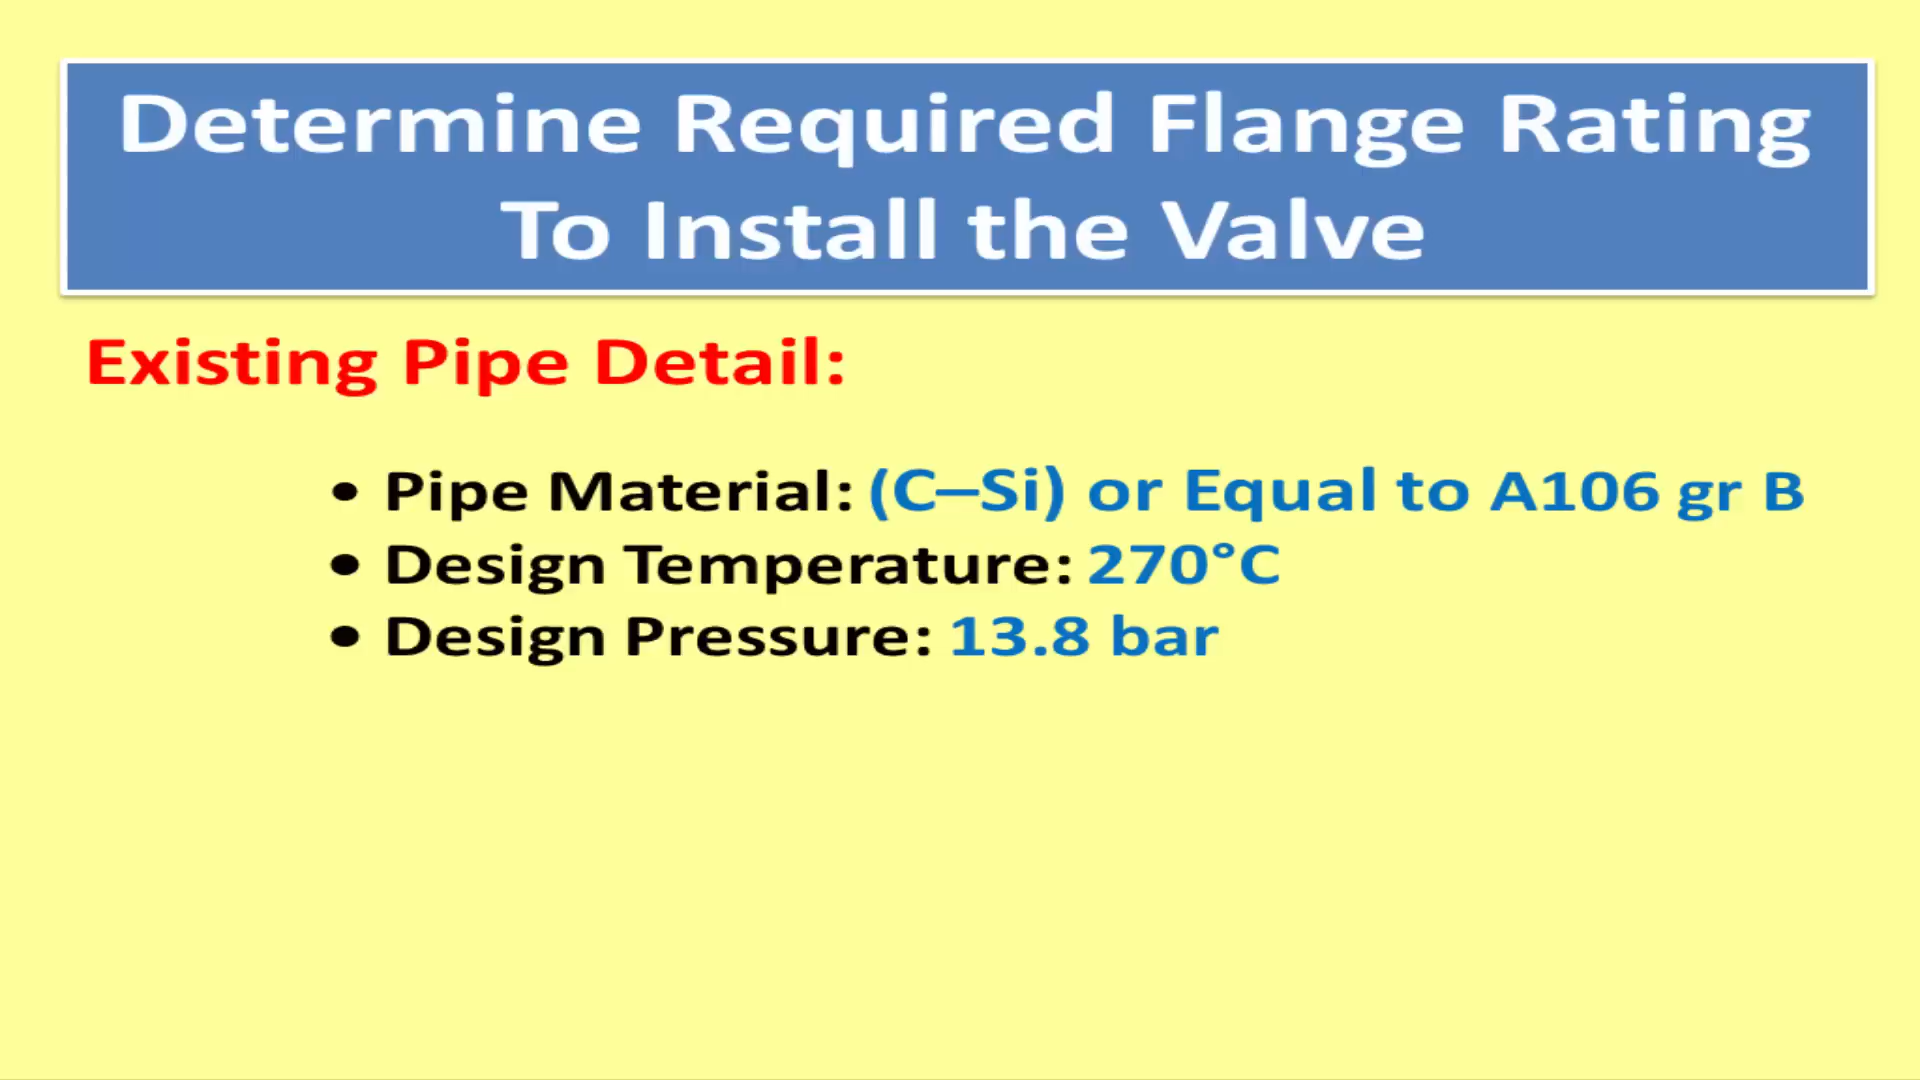 Determine Required Flange Rating
To Install the Valve
Existing Pipe Detail:
• Pipe Material: (C–Si) or Equal to A106 gr B
• Design Temperature: 270°C
• Design Pressure: 13.8 bar